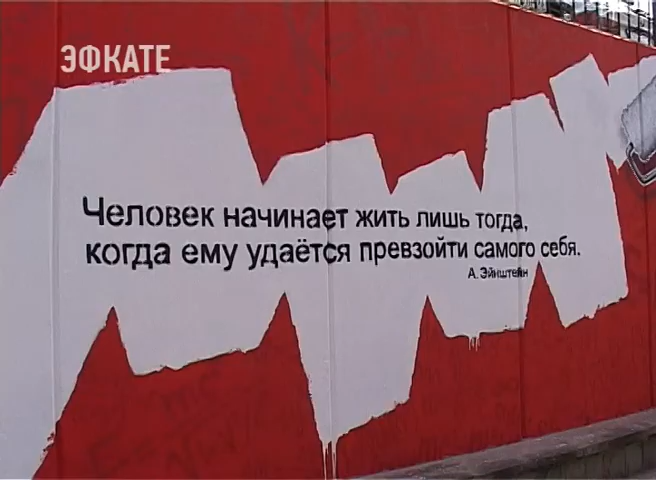 ЭФКАТЕ
Человек начинает жить лишь тогда,
когда ему удаётся превзойти самого себя.
А. Эйнштейн